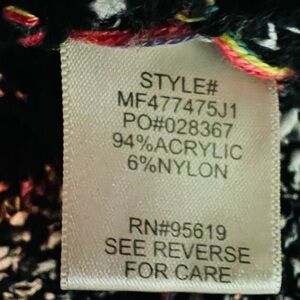 STYLE#
MF477475J1
PO#028367
94%ACRYLIC
6%NYLON
RN#95619
SEE REVERSE
FOR CARE